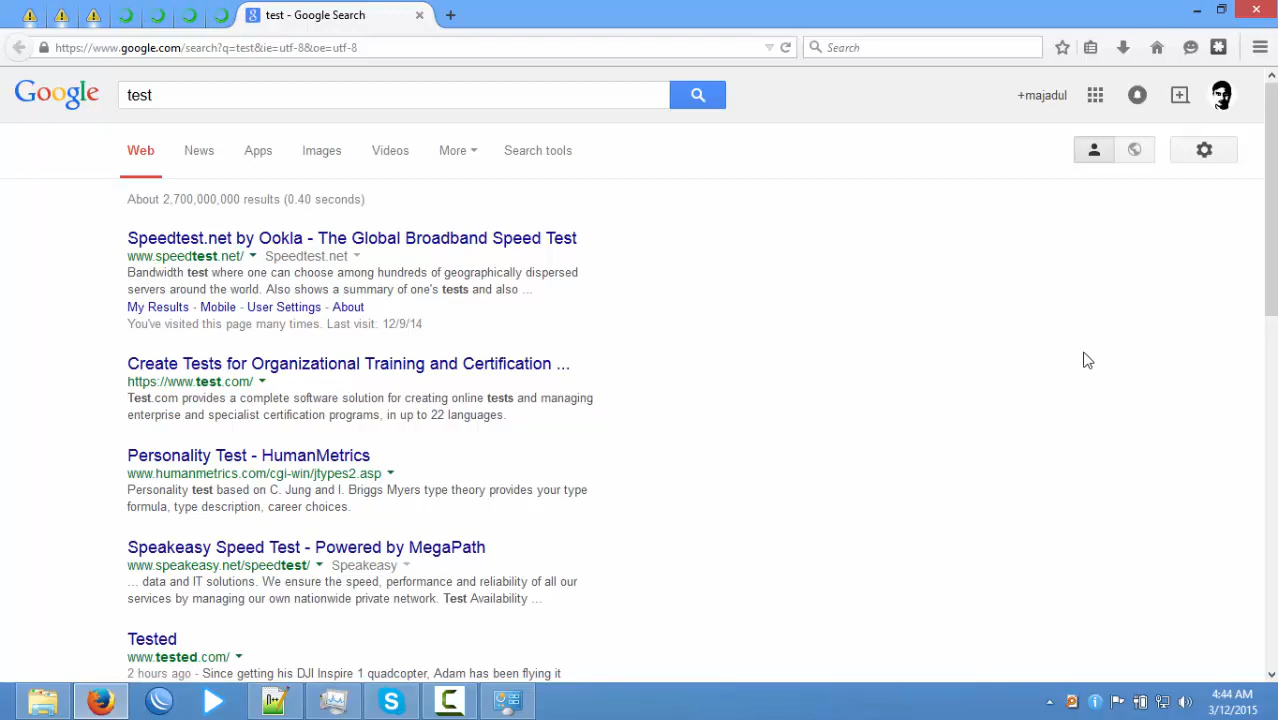 test - Google Search
https://www.google.com/search?q=test&ie=utf-8&oe=utf-8
Search
Google
test
+majadul
Web
News
Apps
Images
Videos
More
Search tools
About 2,700,000,000 results (0.40 seconds)
Speedtest.net by Ookla - The Global Broadband Speed Test
www.speedtest.net/ Speedtest.net
Bandwidth test where one can choose among hundreds of geographically dispersed
servers around the world. Also shows a summary of one's tests and also ...
My Results - Mobile - User Settings - About
You've visited this page many times. Last visit: 12/9/14
Create Tests for Organizational Training and Certification ...
https://www.test.com/
Test.com provides a complete software solution for creating online tests and managing
enterprise and specialist certification programs, in up to 22 languages.
Personality Test - HumanMetrics
www.humanmetrics.com/cgi-win/jtypes2.asp
Personality test based on C. Jung and I. Briggs Myers type theory provides your type
formula, type description, career choices.
Speakeasy Speed Test - Powered by MegaPath
www.speakeasy.net/speedtest/ Speakeasy
... data and IT solutions. We ensure the speed, performance and reliability of all our
services by managing our own nationwide private network. Test Availability ...
Tested
www.tested.com/
2 hours ago - Since getting his DJI Inspire 1 quadcopter, Adam has been flying it
4:44 AM
3/12/2015